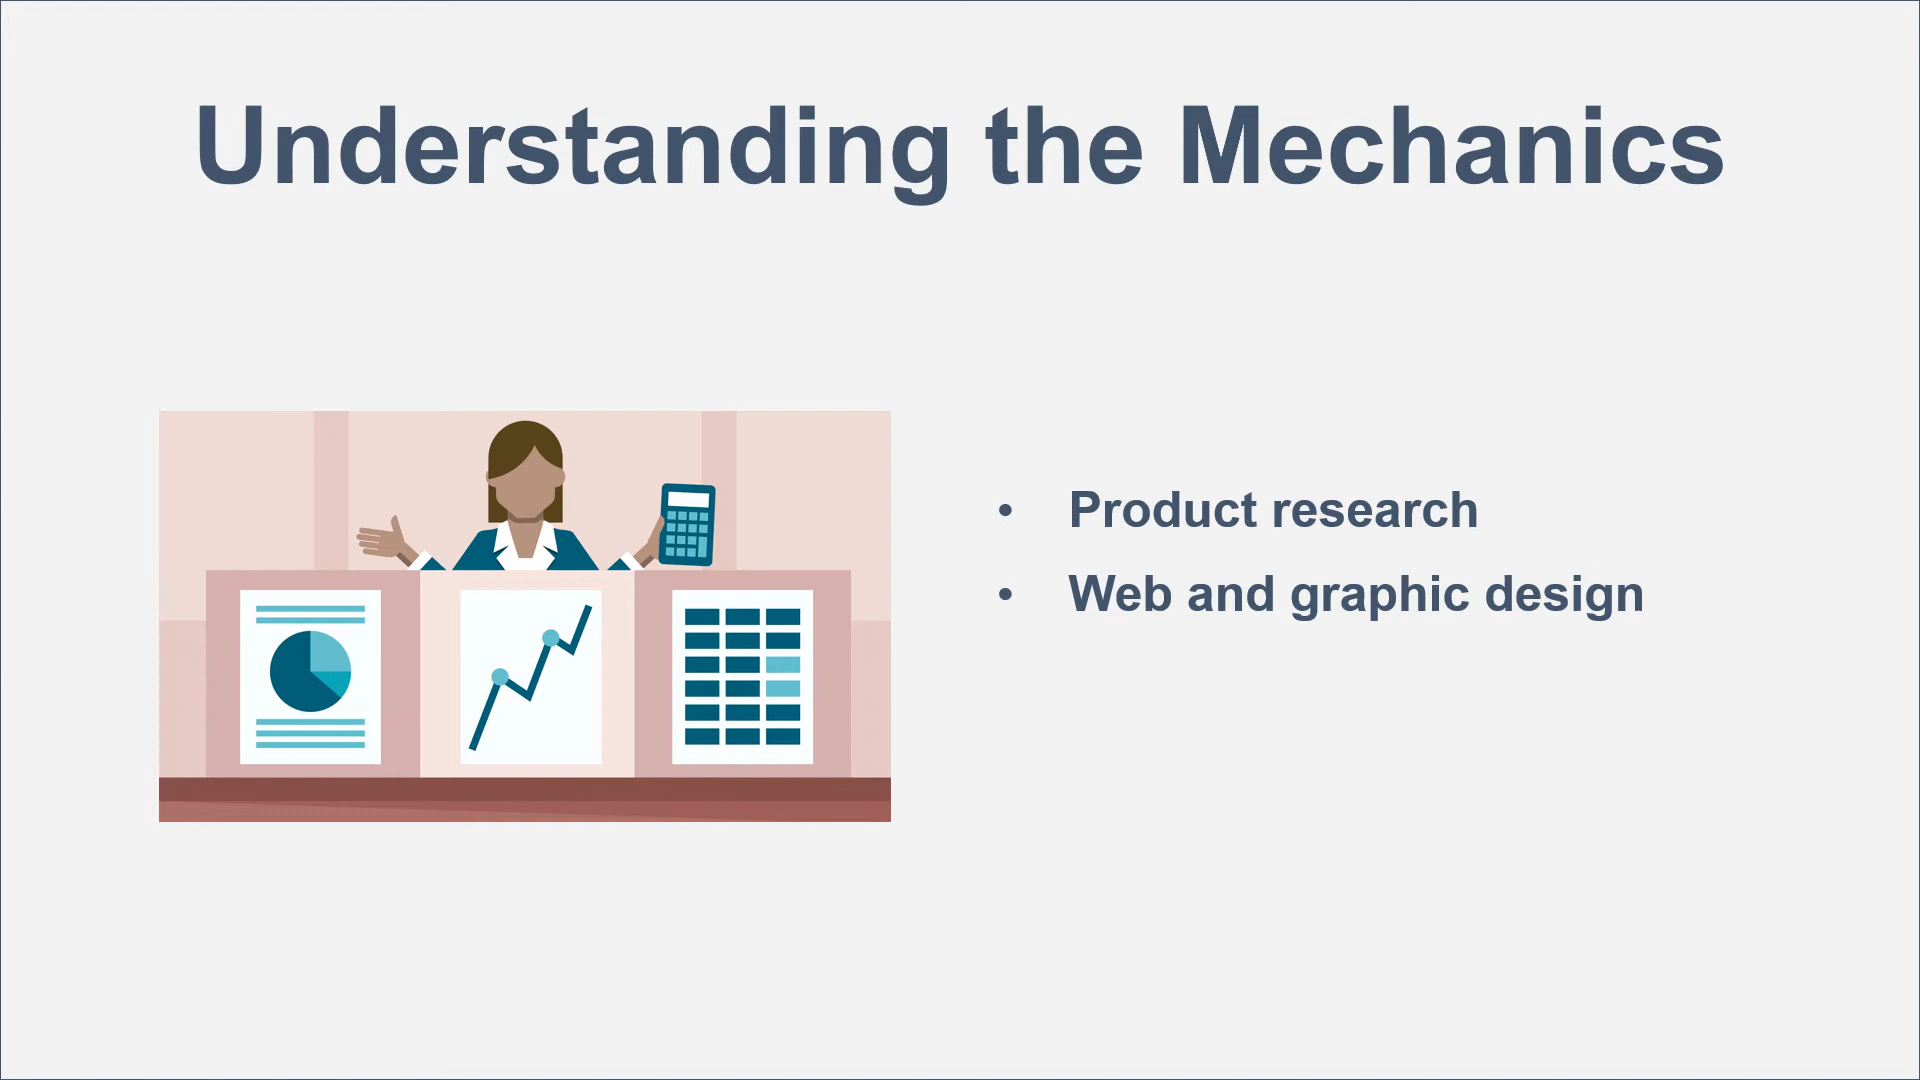 Understanding the Mechanics
• Product research
• Web and graphic design